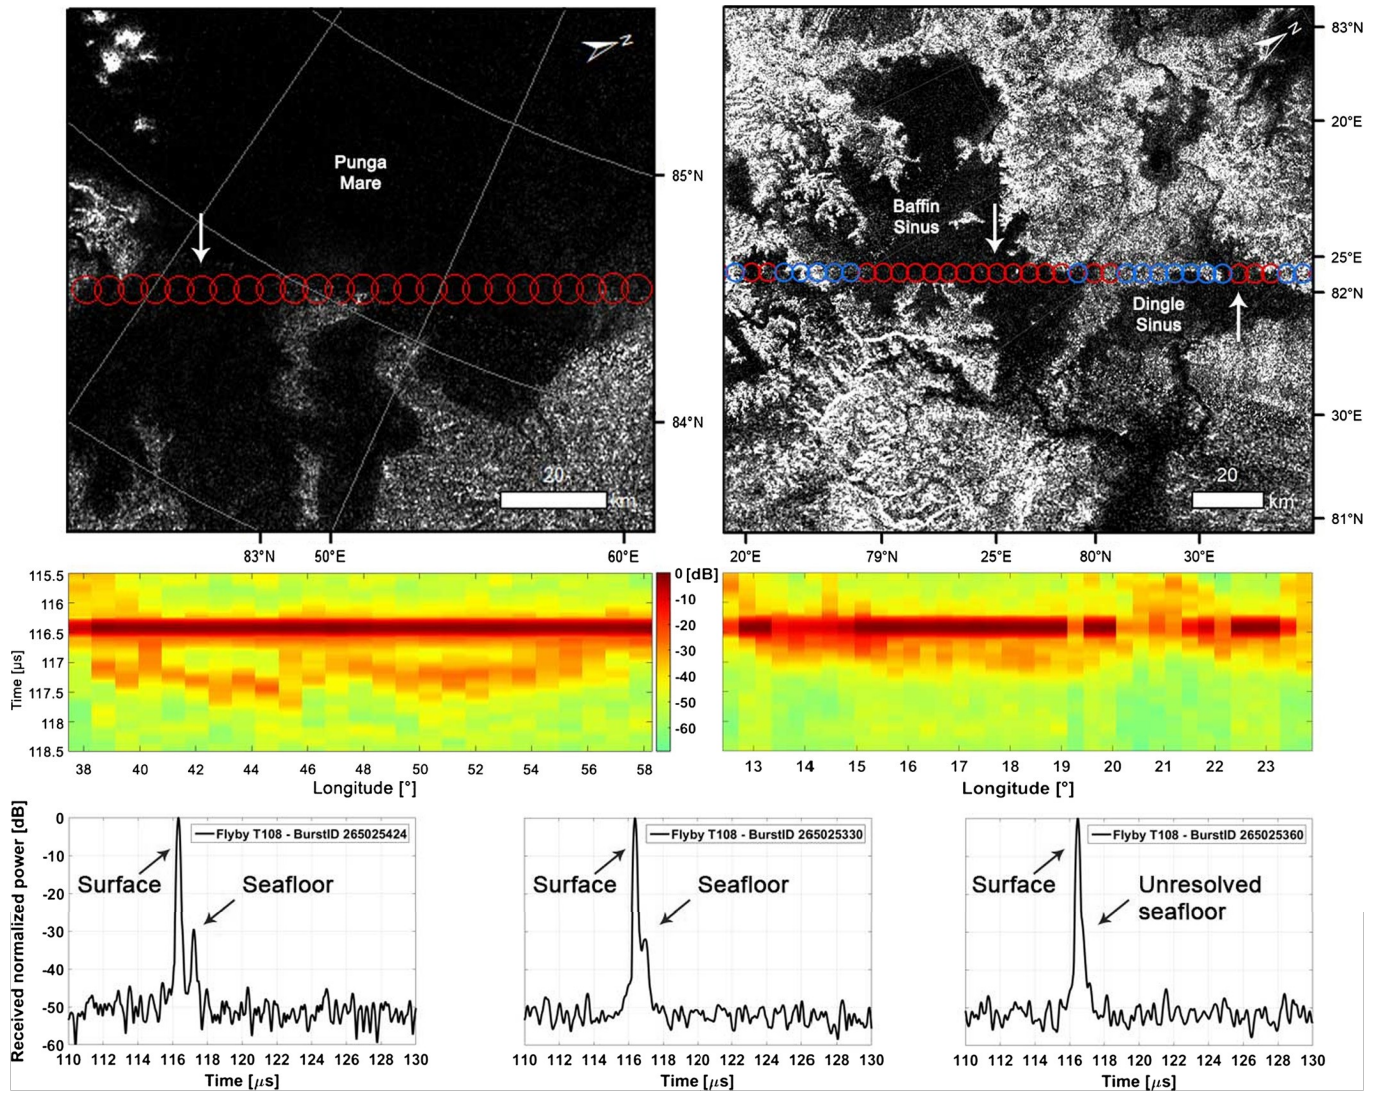 N
Punga
Mare
85°N
84°N
20
km
83°N 50°E 60°E
N
83°N
20°E
Baffin
Sinus
25°E
82°N
Dingle
Sinus
30°E
20
km
81°N
20°E 79°N 25°E 80°N 30°E
115.5
116
116.5
117
117.5
118
118.5
Time [μs]
38 40 42 44 46 48 50 52 54 56 58
Longitude [°]
0 [dB]
-10
-20
-30
-40
-50
-60
13 14 15 16 17 18 19 20 21 22 23
Longitude [°]
Received normalized power [dB]
0
-10
-20
-30
-40
-50
-60
Flyby T108 - BurstID 265025424
Surface
Seafloor
110 112 114 116 118 120 122 124 126 128 130
Time [μs]
Flyby T108 - BurstID 265025330
Surface
Seafloor
110 112 114 116 118 120 122 124 126 128 130
Time [μs]
Flyby T108 - BurstID 265025360
Surface
Unresolved
seafloor
110 112 114 116 118 120 122 124 126 128 130
Time [μs]